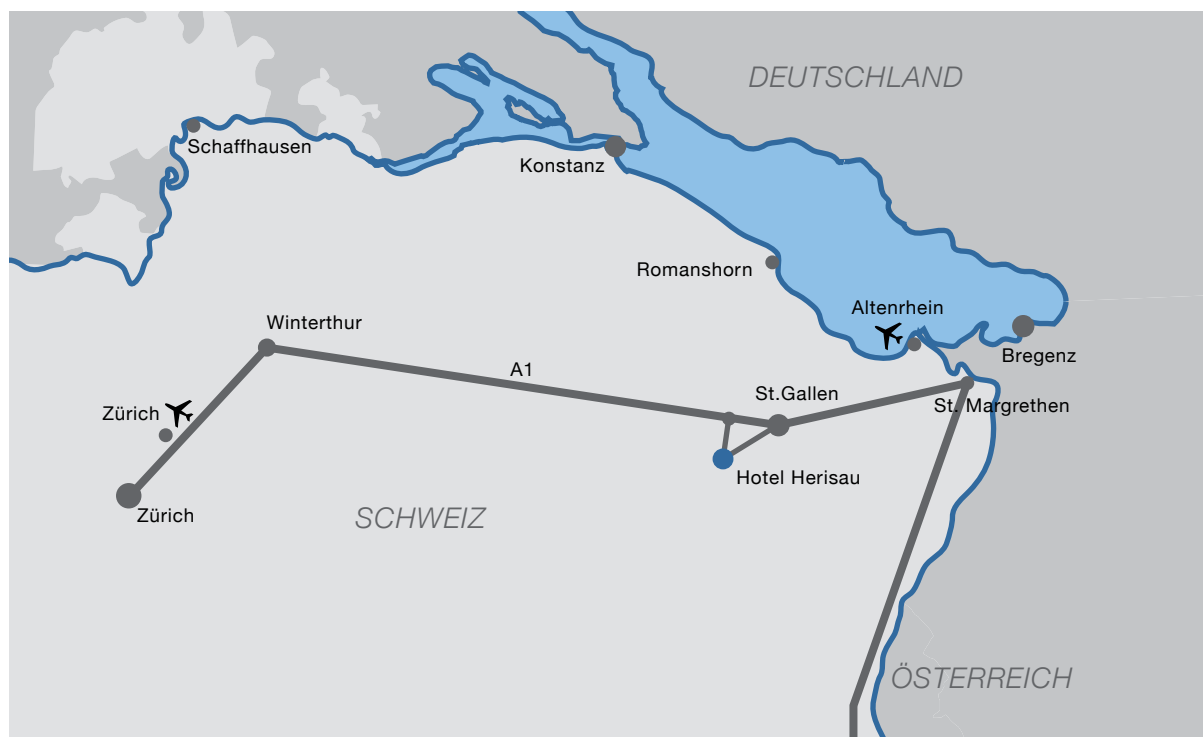 DEUTSCHLAND
Schaffhausen
Konstanz
Romanshorn
Altenrhein
Winterthur
Bregenz
A1
St.Gallen
St. Margrethen
Zürich
Hotel Herisau
Zürich
SCHWEIZ
ÖSTERREICH